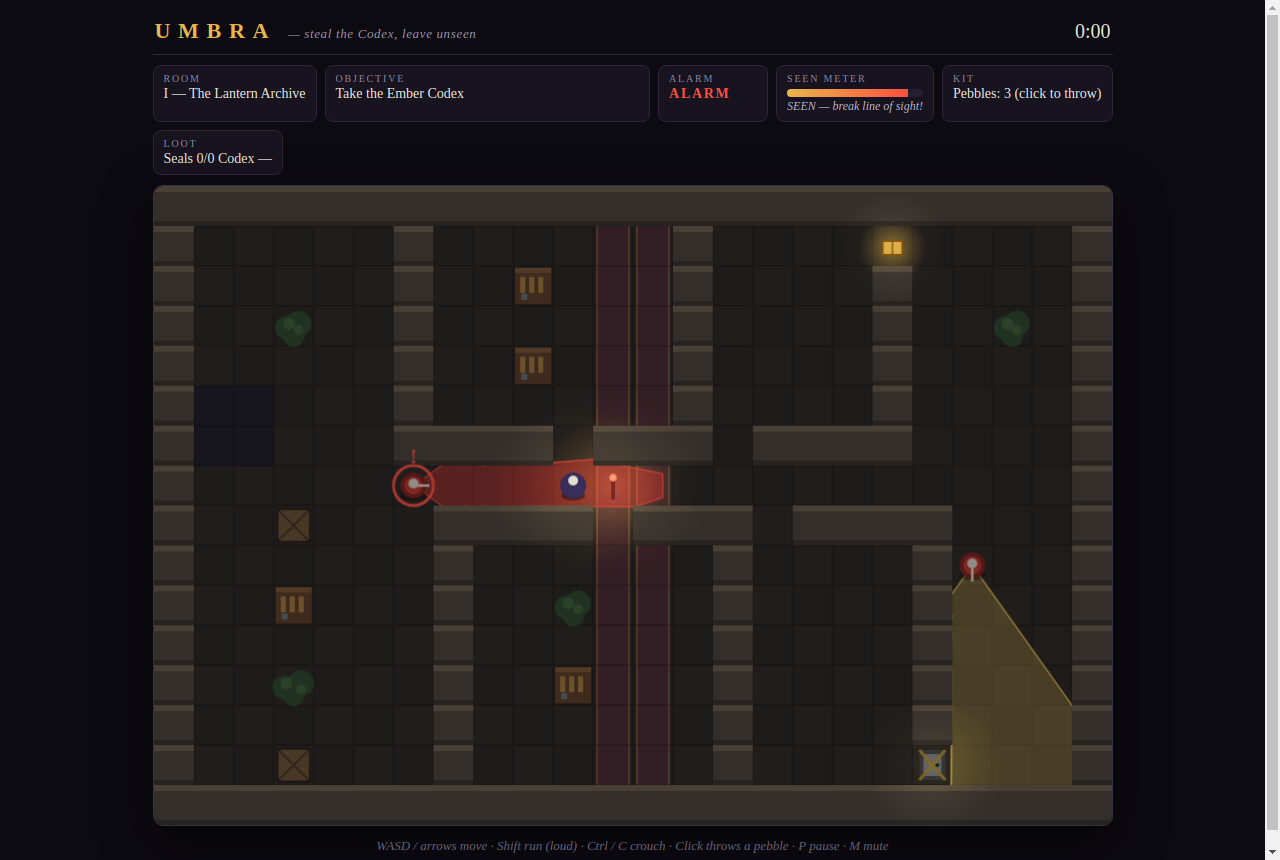 UMBRA — steal the Codex, leave unseen 0:00
ROOM
I — The Lantern Archive
OBJECTIVE
Take the Ember Codex
ALARM
ALARM
SEEN METER
SEEN — break line of sight!
KIT
Pebbles: 3 (click to throw)
LOOT
Seals 0/0 Codex —
!
WASD / arrows move · Shift run (loud) · Ctrl / C crouch · Click throws a pebble · P pause · M mute